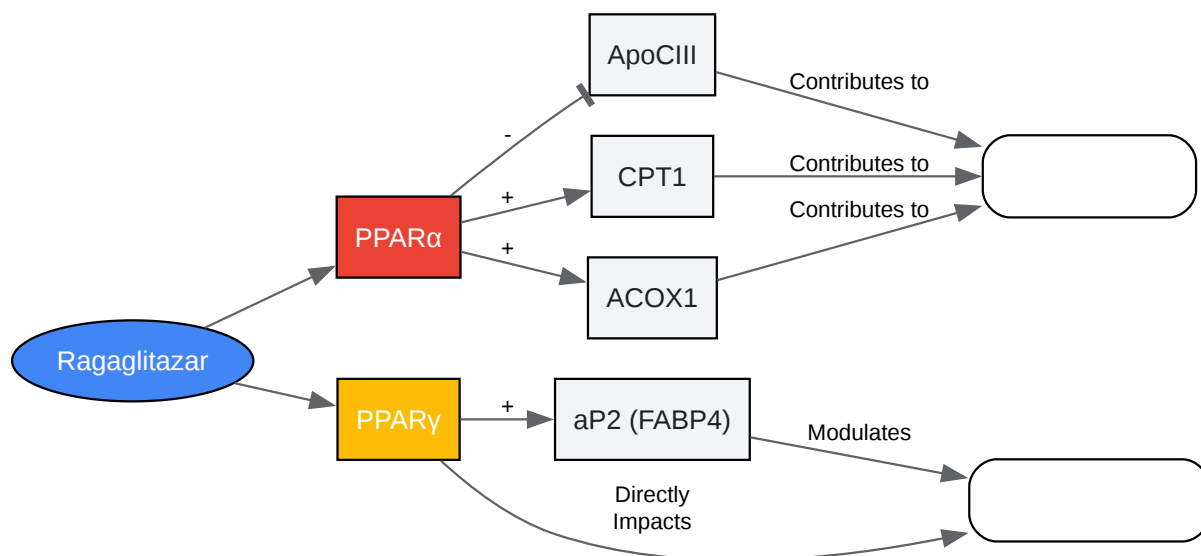 ApoCIII
Contributes to
-
CPT1
Contributes to
+
PPARα
Contributes to
+
ACOX1
Ragaglitazar
PPARγ
+
aP2 (FABP4)
Modulates
Directly
Impacts